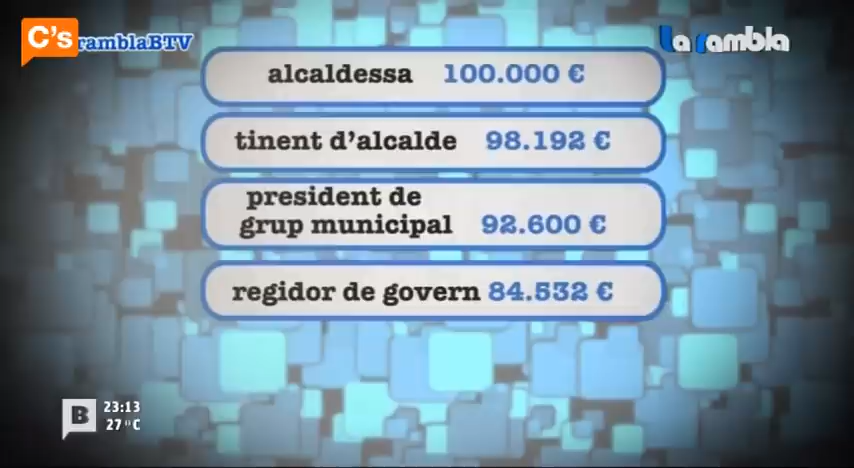 C's
ramblaBTV
La rambla
alcaldessa 100.000 €
tinent d'alcalde 98.192 €
president de
grup municipal 92.600 €
regidor de govern 84.532 €
B
23:13
27ºC